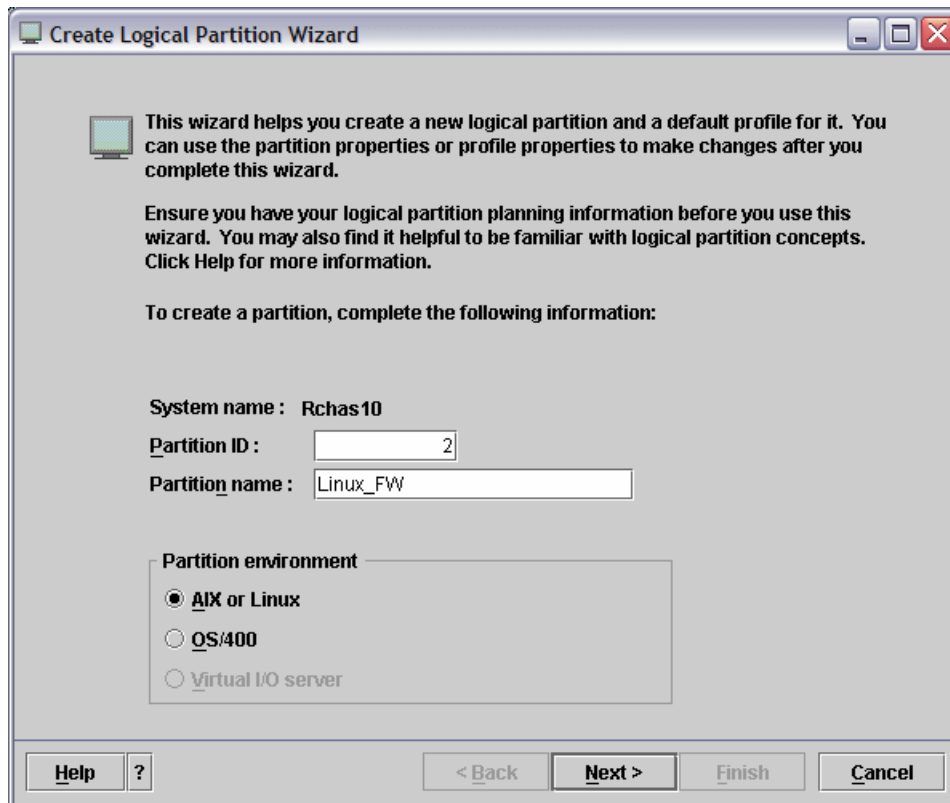 Create Logical Partition Wizard
This wizard helps you create a new logical partition and a default profile for it. You
can use the partition properties or profile properties to make changes after you
complete this wizard.
Ensure you have your logical partition planning information before you use this
wizard. You may also find it helpful to be familiar with logical partition concepts.
Click Help for more information.
To create a partition, complete the following information:
System name : Rchas10
Partition ID : 2
Partition name : Linux_FW
Partition environment
AIX or Linux
OS/400
Virtual I/O server
Help ? < Back Next > Finish Cancel